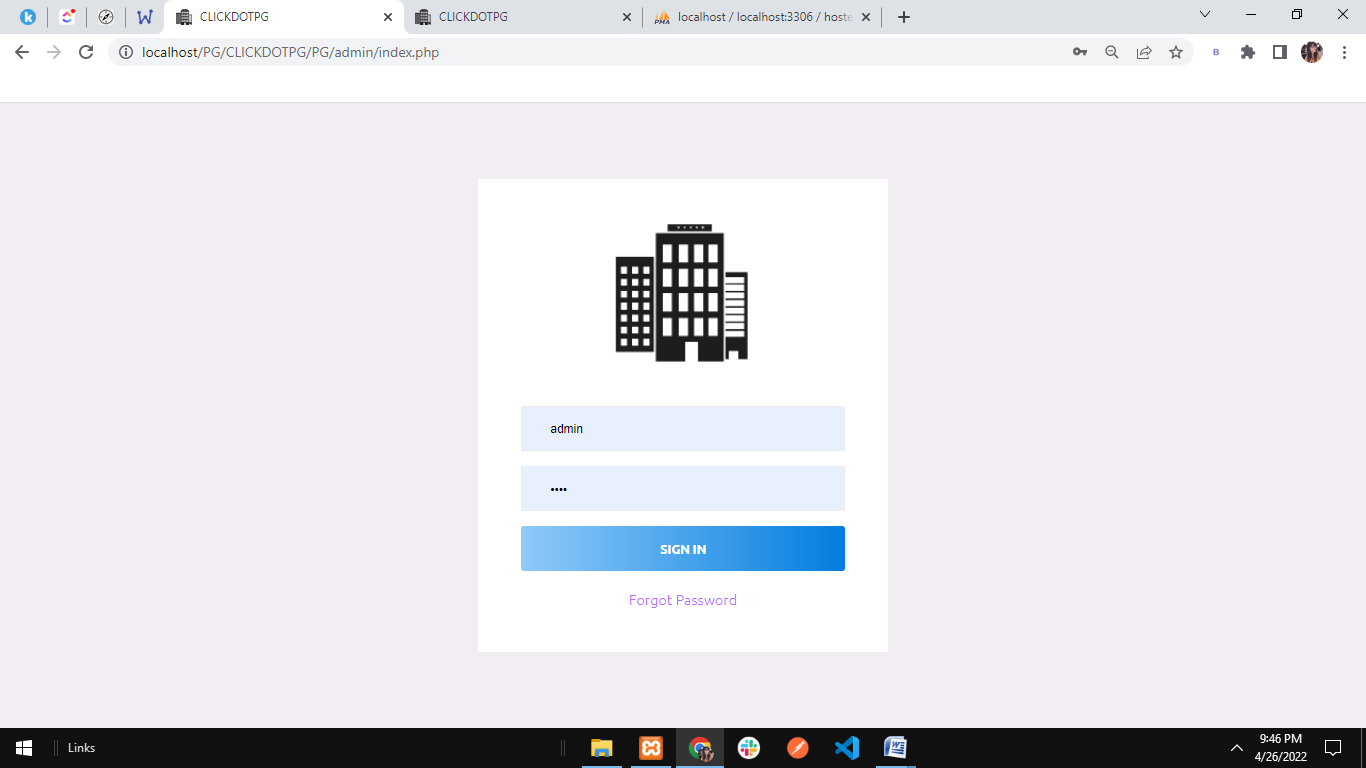 CLICKDOTPG
CLICKDOTPG
localhost / localhost:3306 / hoste
localhost/PG/CLICKDOTPG/PG/admin/index.php
admin
••••
SIGN IN
Forgot Password
Links
9:46 PM
4/26/2022